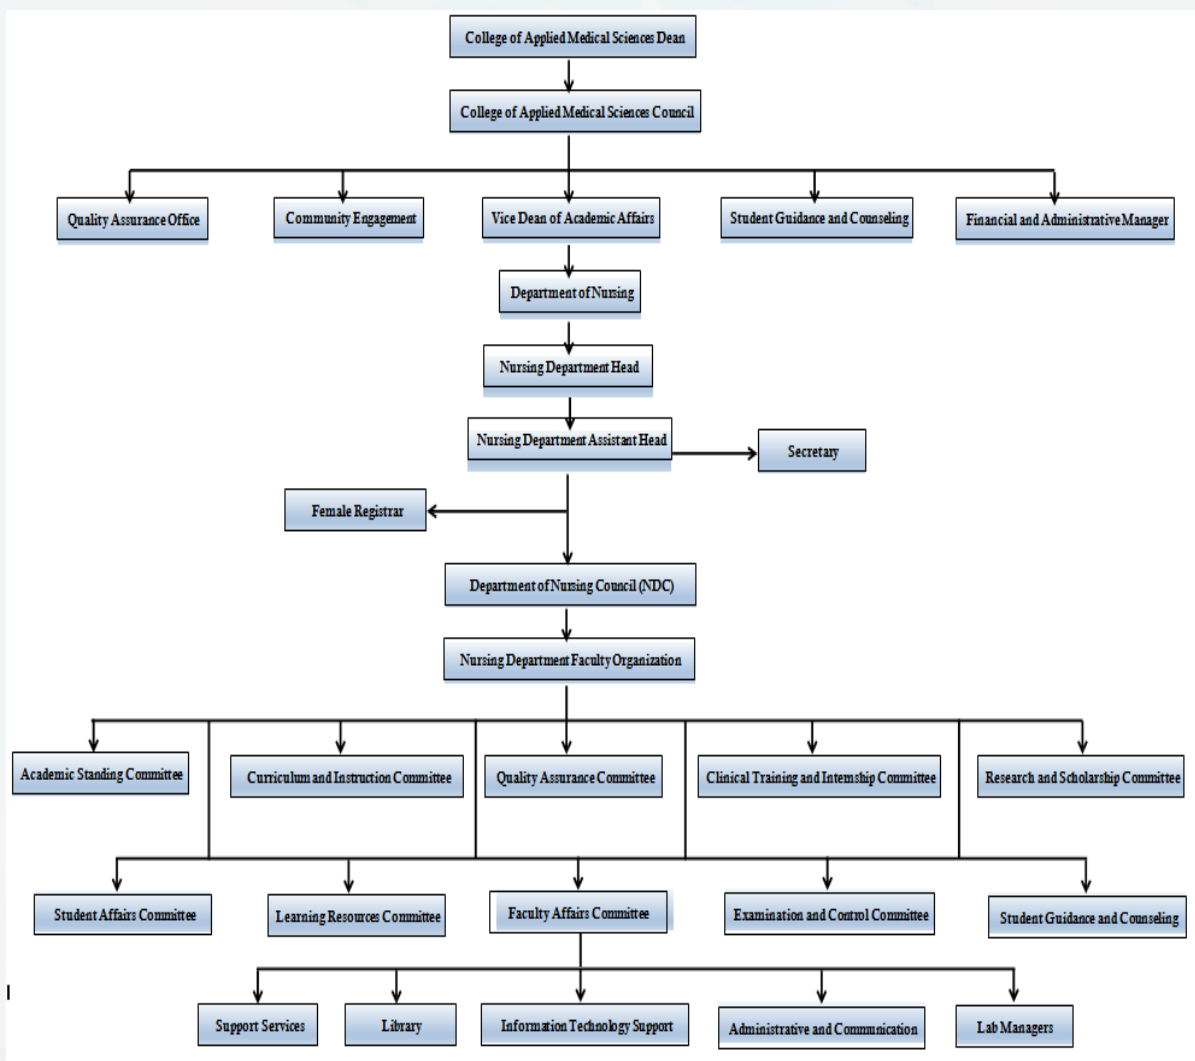 College of Applied Medical Sciences Dean
College of Applied Medical Sciences Council
Quality Assurance Office
Community Engagement
Vice Dean of Academic Affairs
Student Guidance and Counseling
Financial and Administrative Manager
Department of Nursing
Nursing Department Head
Nursing Department Assistant Head
Secretary
Female Registrar
Department of Nursing Council (NDC)
Nursing Department Faculty Organization
Academic Standing Committee
Curriculum and Instruction Committee
Quality Assurance Committee
Clinical Training and Internship Committee
Research and Scholarship Committee
Student Affairs Committee
Learning Resources Committee
Faculty Affairs Committee
Examination and Control Committee
Student Guidance and Counseling
Support Services
Library
Information Technology Support
Administrative and Communication
Lab Managers